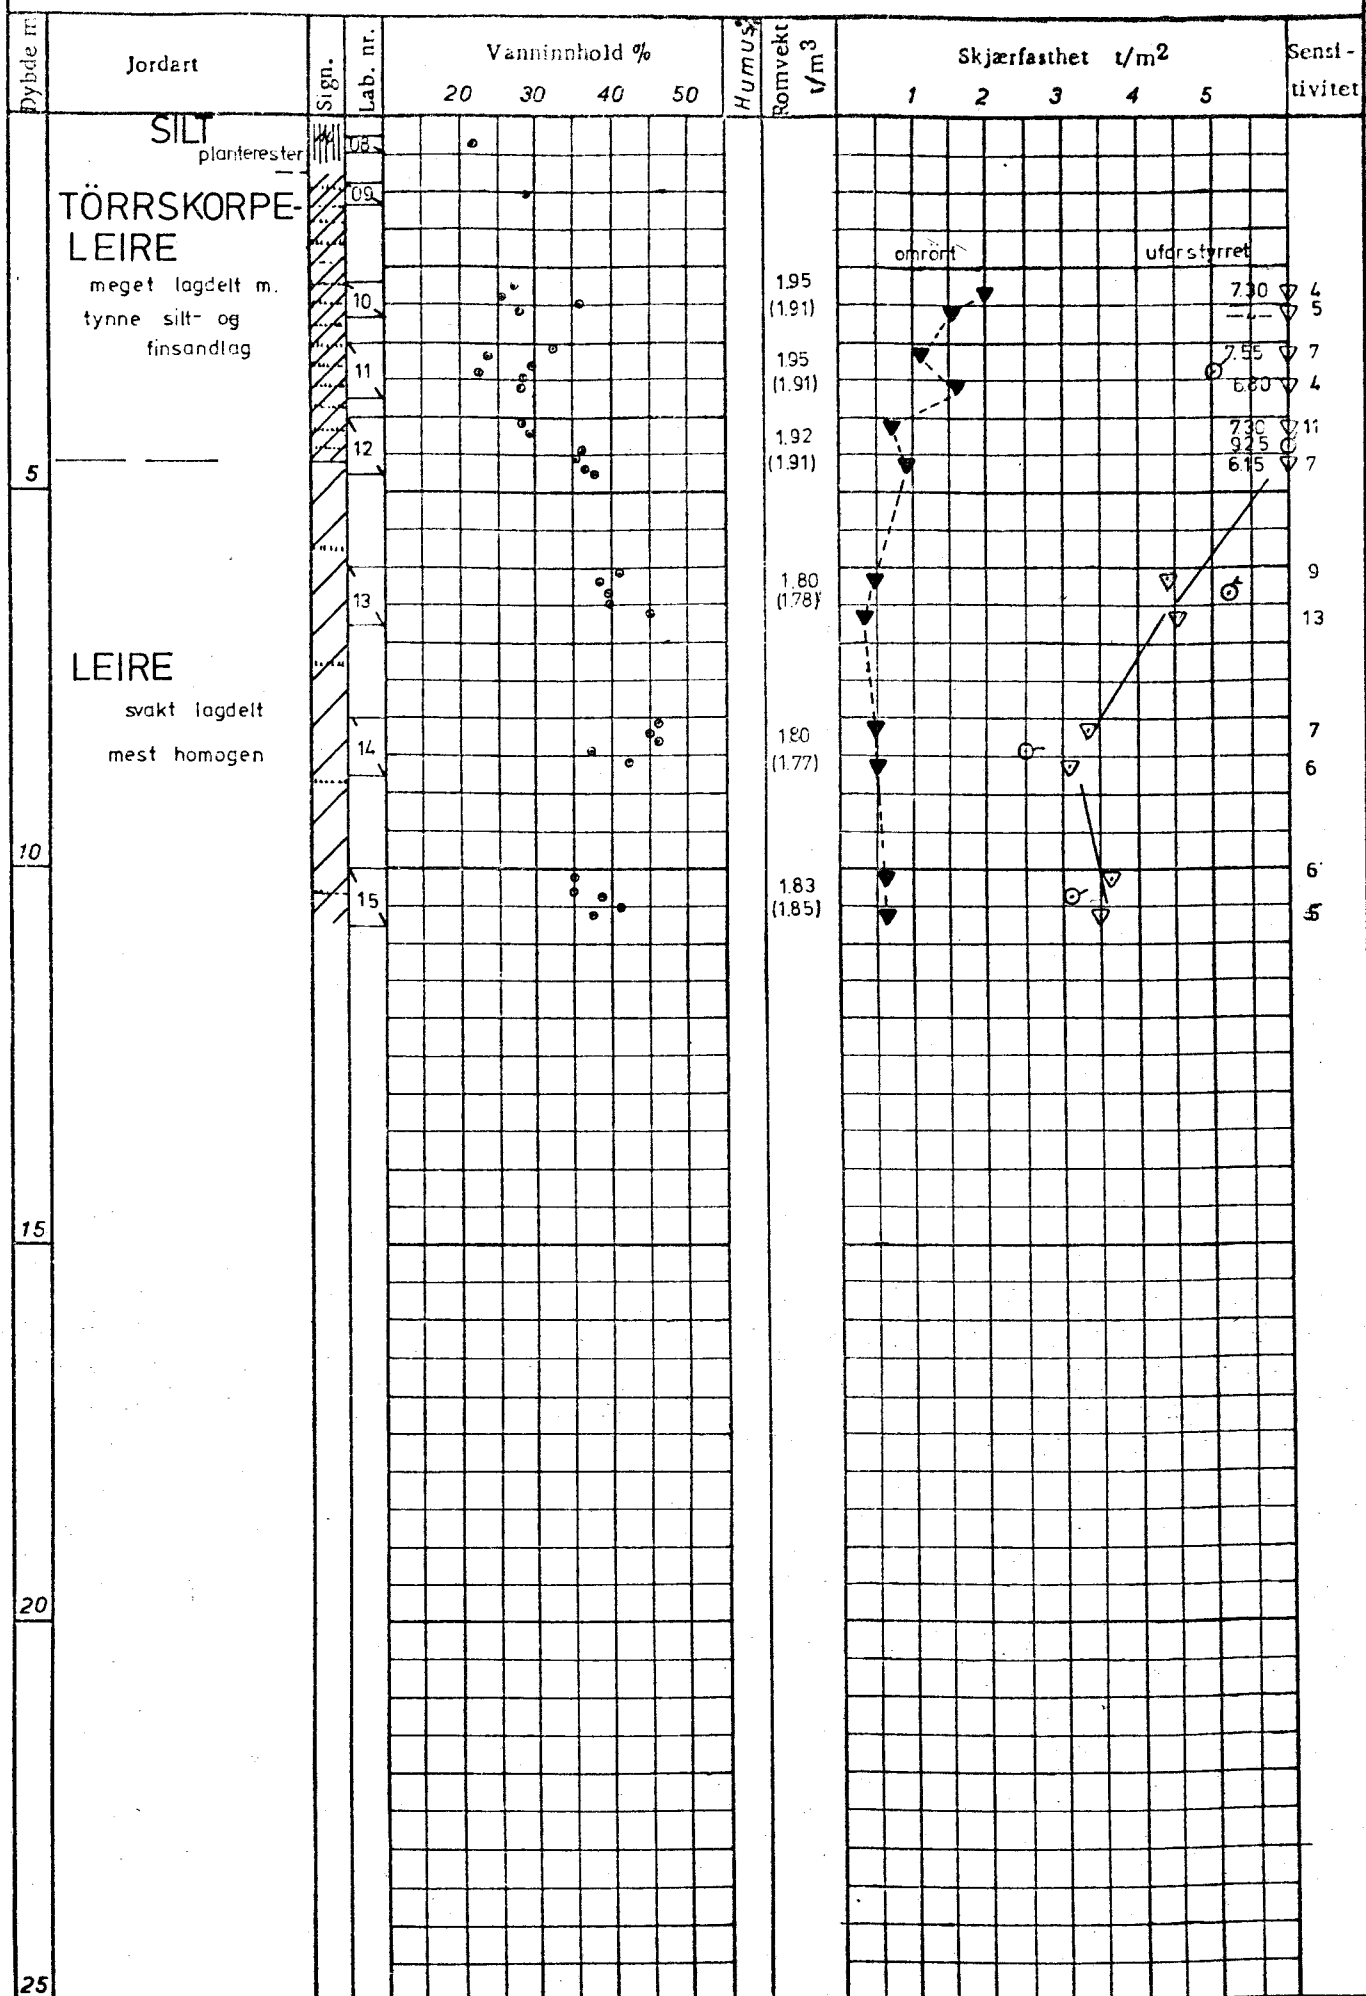 Dybde m Jordart Sign. Lab. nr. Vanninnhold % Humus % Romvekt t/m³ Skjærfasthet t/m² Sensi-
tivitet
20 30 40 50 1 2 3 4 5
SILT
planterester 08
09
TÖRRSKORPE-
LEIRE
omrört uforstyrret
meget lagdelt m. 10 1.95 7.30 4
tynne silt- og (1.91) 5
finsandlag 11 1.95 7.55 7
(1.91) 6.80 4
12 1.92 7.30 11
9.25
(1.91) 6.15 7
5
13 1.80 9
(1.78) 13
LEIRE
svakt lagdelt 14 1.80 7
mest homogen (1.77) 6
10
15 1.83 6
(1.85)
15
20
25